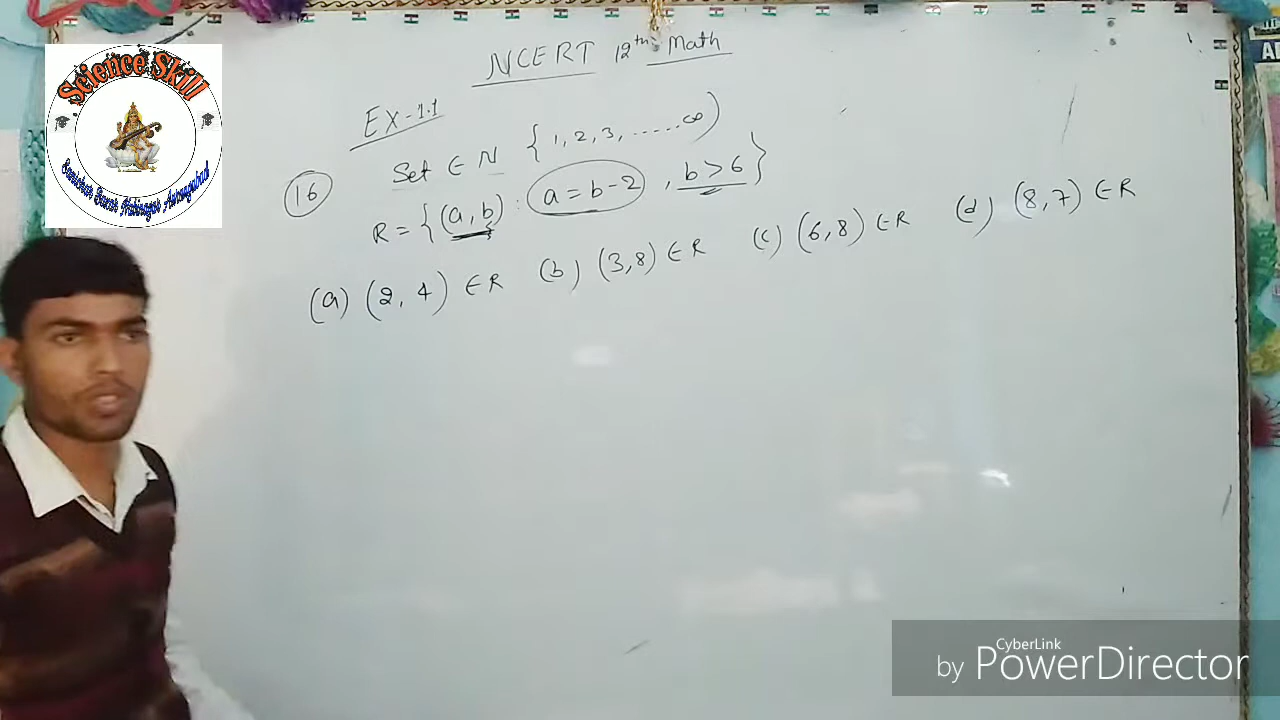 Science Skill
NCERT 12th Math
Ex-1.1
16 Set ∈ N { 1, 2, 3, ......∞)
R = { (a, b) : a = b - 2 , b > 6 }
(a) (2, 4) ∈ R (b) (3,8) ∈ R (c) (6,8) ∈ R (d) (8,7) ∈ R
CyberLink
by PowerDirector